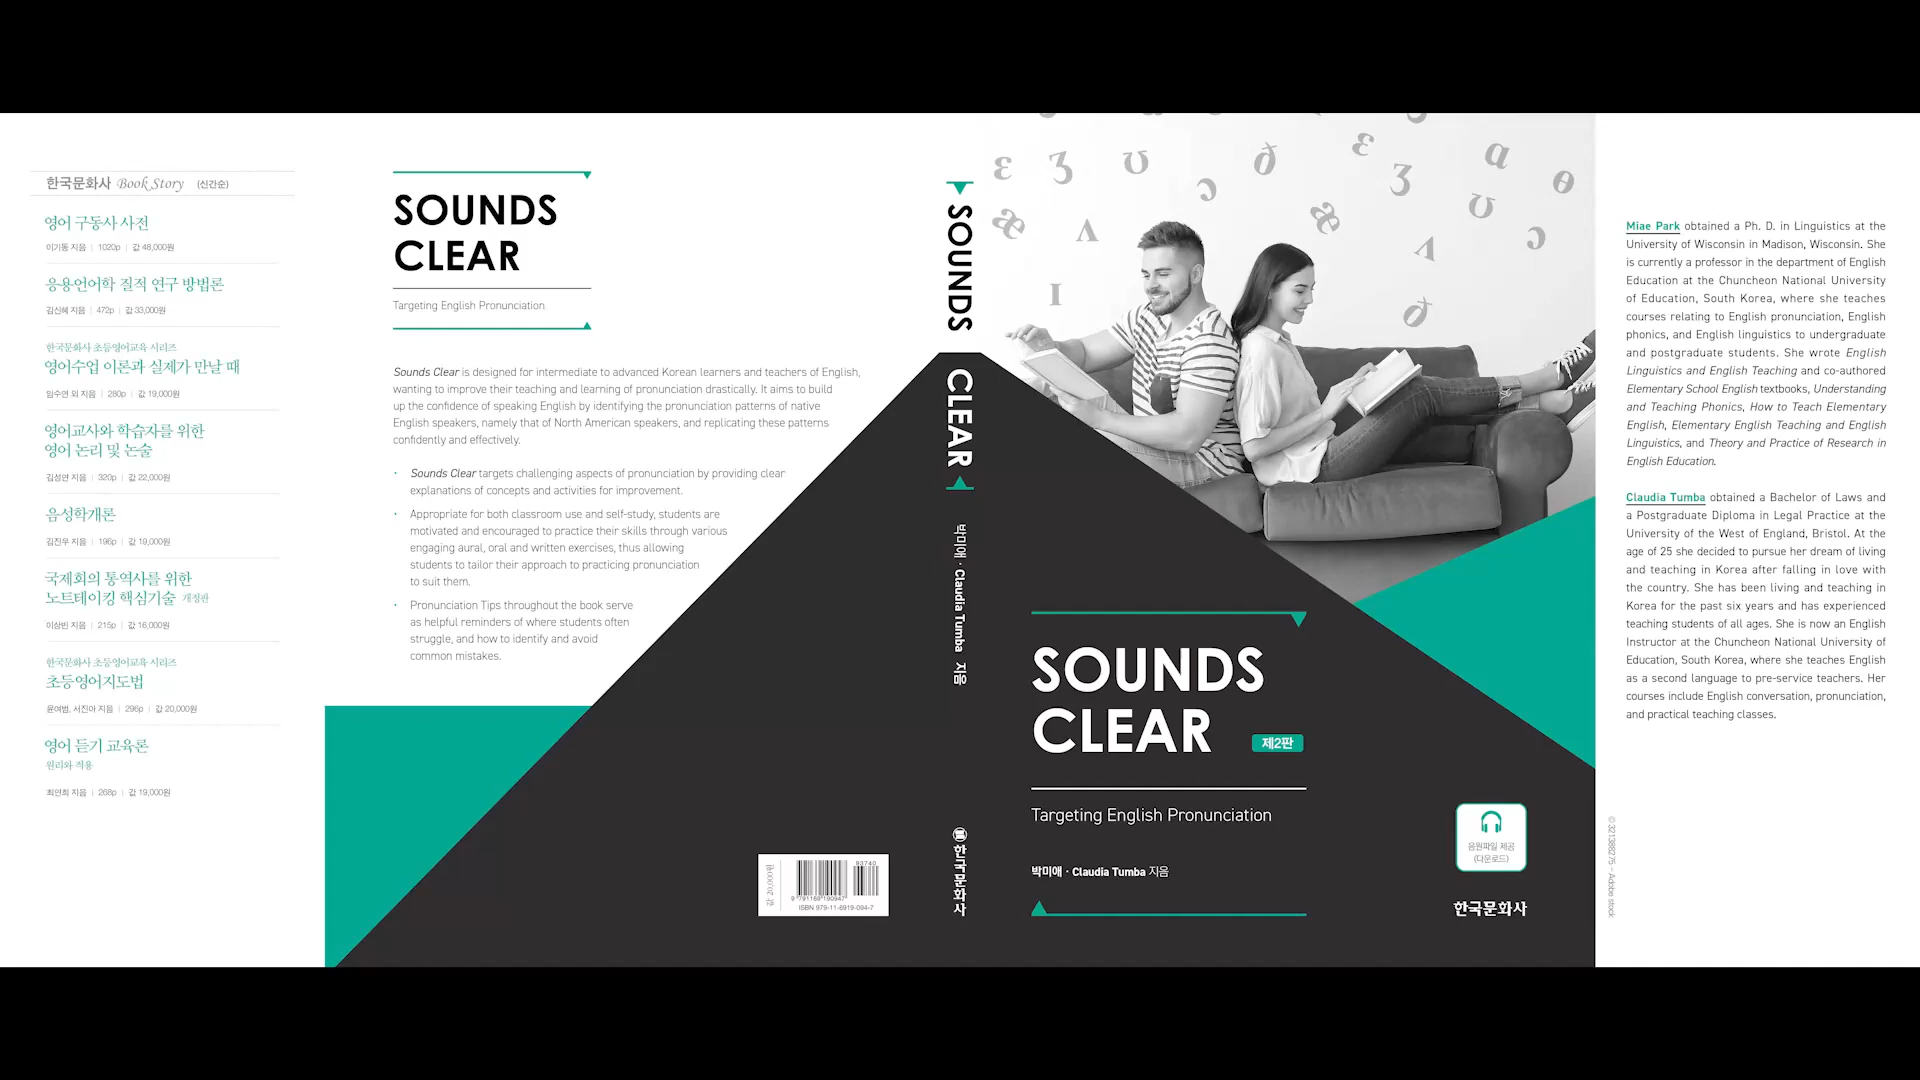 한국문화사 Book Story (신간순)
영어 구동사 사전
이기동 지음 | 1020p | 값 48,000원
응용언어학 질적 연구 방법론
김신혜 지음 | 472p | 값 33,000원
한국문화사 초등영어교육 시리즈
영어수업 이론과 실제가 만날 때
임수연 외 지음 | 280p | 값 19,000원
영어교사와 학습자를 위한
영어 논리 및 논술
김성연 지음 | 320p | 값 22,000원
음성학개론
김진우 지음 | 196p | 값 19,000원
국제회의 통역사를 위한
노트테이킹 핵심기술 개정판
이상빈 지음 | 215p | 값 16,000원
한국문화사 초등영어교육 시리즈
초등영어지도법
윤여범, 서진아 지음 | 296p | 값 20,000원
영어 듣기 교육론
원리와 적용
최연희 지음 | 268p | 값 19,000원
SOUNDS
CLEAR
Targeting English Pronunciation
Sounds Clear is designed for intermediate to advanced Korean learners and teachers of English,
wanting to improve their teaching and learning of pronunciation drastically. It aims to build
up the confidence of speaking English by identifying the pronunciation patterns of native
English speakers, namely that of North American speakers, and replicating these patterns
confidently and effectively.
• Sounds Clear targets challenging aspects of pronunciation by providing clear
explanations of concepts and activities for improvement.
• Appropriate for both classroom use and self-study, students are
motivated and encouraged to practice their skills through various
engaging aural, oral and written exercises, thus allowing
students to tailor their approach to practicing pronunciation
to suit them.
• Pronunciation Tips throughout the book serve
as helpful reminders of where students often
struggle, and how to identify and avoid
common mistakes.
값 20,000원
93740
9 791169 190947
ISBN 979-11-6919-094-7
SOUNDS CLEAR
박미애 · Claudia Tumba 지음
한국문화사
ε ʒ ʊ ð ɔ ɛ ʒ ɑ θ
æ ʌ æ ʊ ʌ ɔ
I ð
SOUNDS
CLEAR 제2판
Targeting English Pronunciation
박미애 · Claudia Tumba 지음
음원파일 제공
(다운로드)
한국문화사
© 321388275 – Adobe stock
Miae Park obtained a Ph. D. in Linguistics at the
University of Wisconsin in Madison, Wisconsin. She
is currently a professor in the department of English
Education at the Chuncheon National University
of Education, South Korea, where she teaches
courses relating to English pronunciation, English
phonics, and English linguistics to undergraduate
and postgraduate students. She wrote English
Linguistics and English Teaching and co-authored
Elementary School English textbooks, Understanding
and Teaching Phonics, How to Teach Elementary
English, Elementary English Teaching and English
Linguistics, and Theory and Practice of Research in
English Education.
Claudia Tumba obtained a Bachelor of Laws and
a Postgraduate Diploma in Legal Practice at the
University of the West of England, Bristol. At the
age of 25 she decided to pursue her dream of living
and teaching in Korea after falling in love with
the country. She has been living and teaching in
Korea for the past six years and has experienced
teaching students of all ages. She is now an English
Instructor at the Chuncheon National University of
Education, South Korea, where she teaches English
as a second language to pre-service teachers. Her
courses include English conversation, pronunciation,
and practical teaching classes.